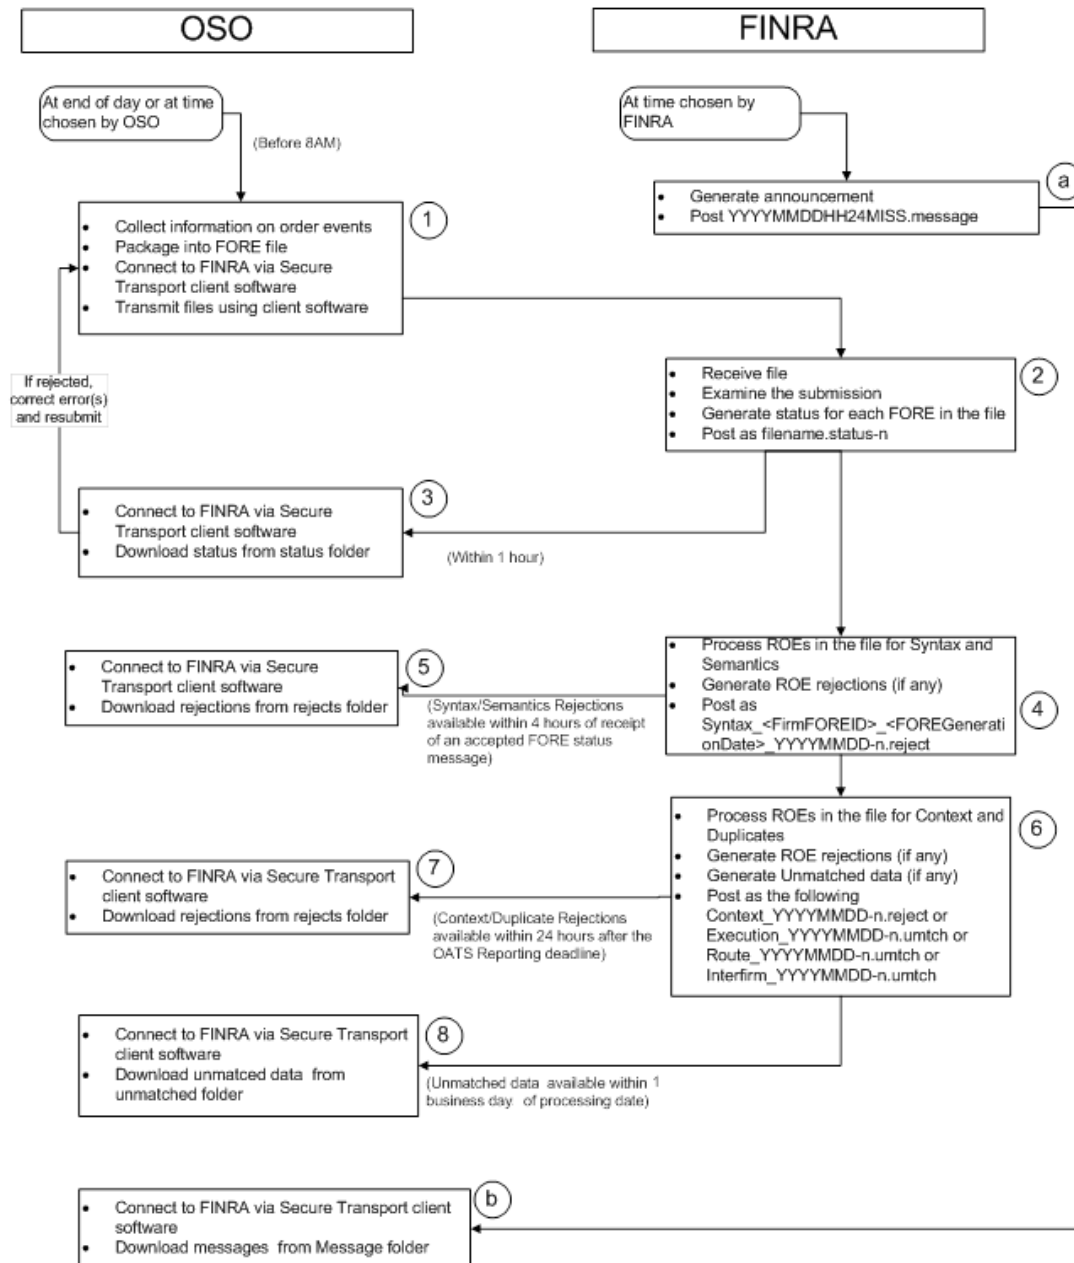 OSO
FINRA
At end of day or at time
chosen by OSO
At time chosen by
FINRA
(Before 8AM)
a
• Generate announcement
• Post YYYYMMDDHH24MISS.message
1
• Collect information on order events
• Package into FORE file
• Connect to FINRA via Secure
Transport client software
• Transmit files using client software
If rejected,
correct error(s)
and resubmit
2
• Receive file
• Examine the submission
• Generate status for each FORE in the file
• Post as filename.status-n
3
• Connect to FINRA via Secure
Transport client software
• Download status from status folder
(Within 1 hour)
4
• Process ROEs in the file for Syntax and
Semantics
• Generate ROE rejections (if any)
• Post as
Syntax_<FirmFOREID>_<FOREGenerati
onDate>_YYYYMMDD-n.reject
5
• Connect to FINRA via Secure
Transport client software
• Download rejections from rejects folder
(Syntax/Semantics Rejections
available within 4 hours of receipt
of an accepted FORE status
message)
6
• Process ROEs in the file for Context and
Duplicates
• Generate ROE rejections (if any)
• Generate Unmatched data (if any)
• Post as the following
Context_YYYYMMDD-n.reject or
Execution_YYYYMMDD-n.umtch or
Route_YYYYMMDD-n.umtch or
Interfirm_YYYYMMDD-n.umtch
7
• Connect to FINRA via Secure Transport
client software
• Download rejections from rejects folder
(Context/Duplicate Rejections
available within 24 hours after the
OATS Reporting deadline)
8
• Connect to FINRA via Secure Transport
client software
• Download unmatced data from
unmatched folder
(Unmatched data available within 1
business day. of processing date)
b
• Connect to FINRA via Secure Transport client
software
• Download messages from Message folder